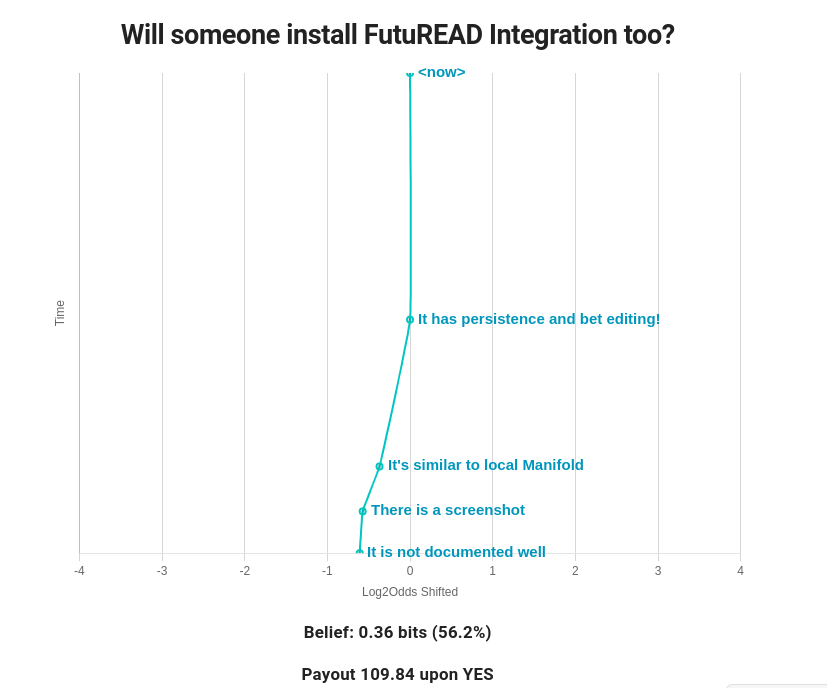 Will someone install FutuREAD Integration too?
<now>
Time
It has persistence and bet editing!
It's similar to local Manifold
There is a screenshot
It is not documented well
-4 -3 -2 -1 0 1 2 3 4
Log2Odds Shifted
Belief: 0.36 bits (56.2%)
Payout 109.84 upon YES